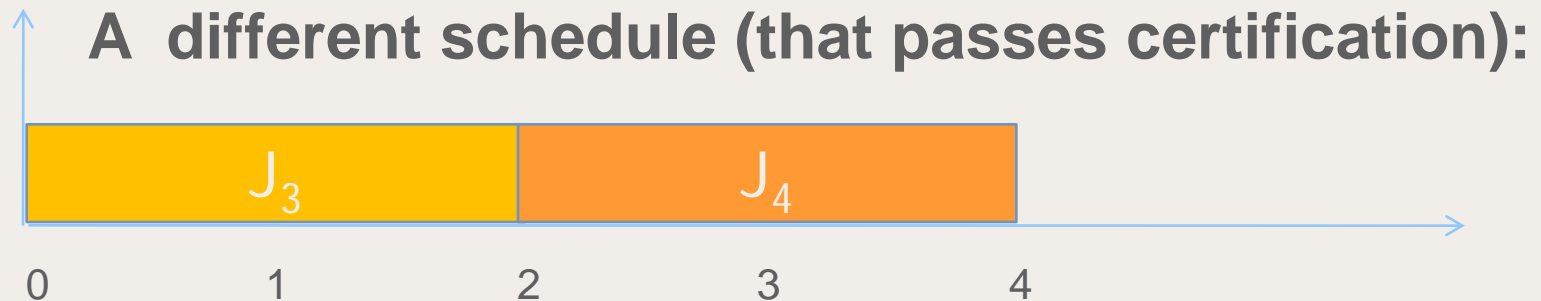 A different schedule (that passes certification):
J₃ J₄
0 1 2 3 4